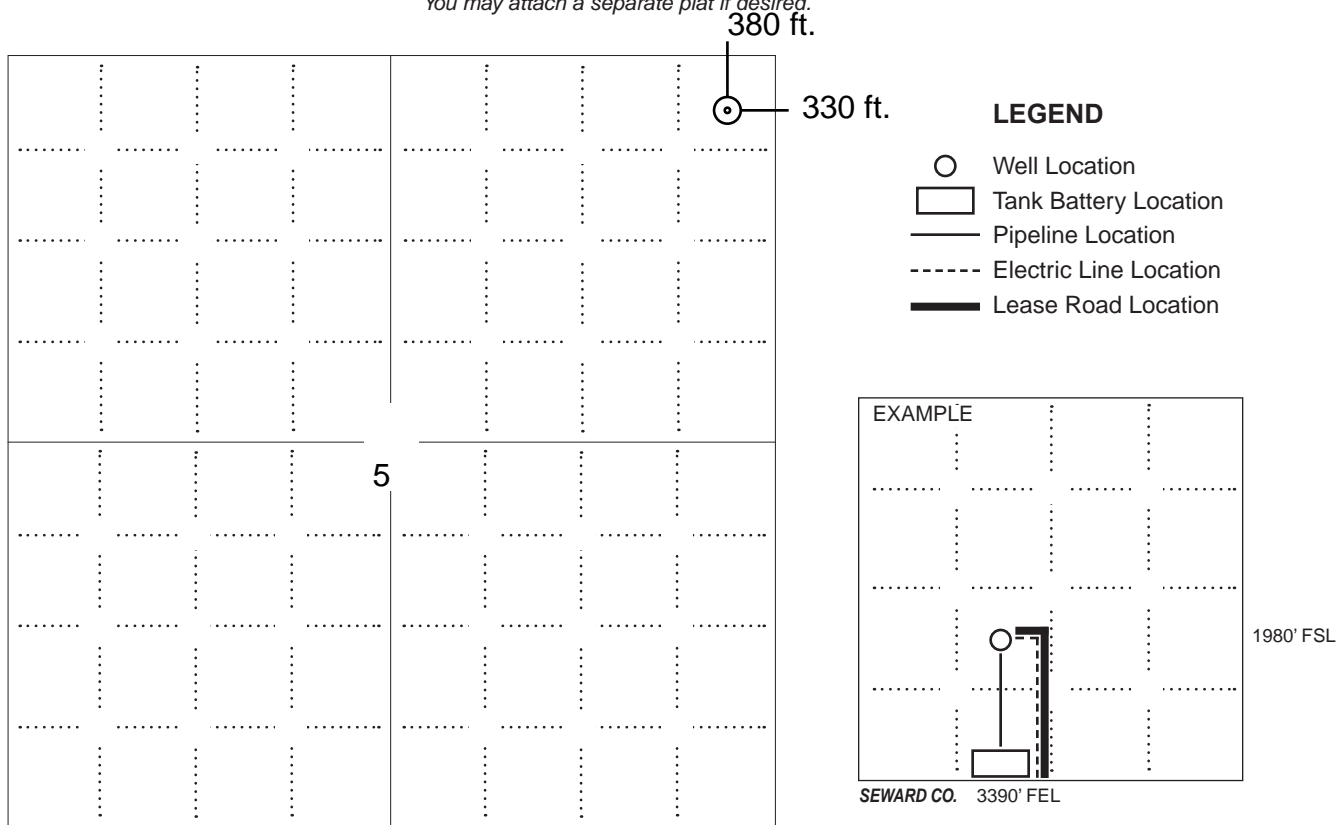 You may attach a separate plat if desired.
380 ft.
330 ft.
LEGEND
Well Location
Tank Battery Location
Pipeline Location
Electric Line Location
Lease Road Location
5
EXAMPLE
1980' FSL
SEWARD CO. 3390' FEL